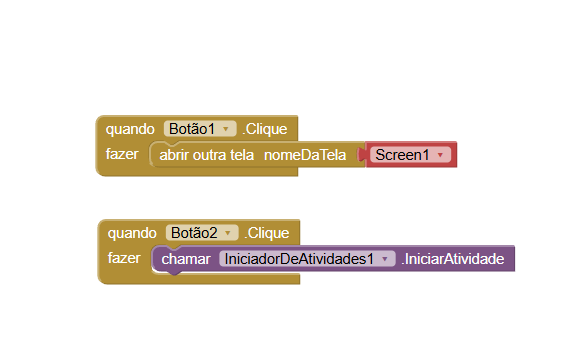 quando Botão1 .Clique
fazer abrir outra tela nomeDaTela Screen1
quando Botão2 .Clique
fazer chamar IniciadorDeAtividades1 .IniciarAtividade